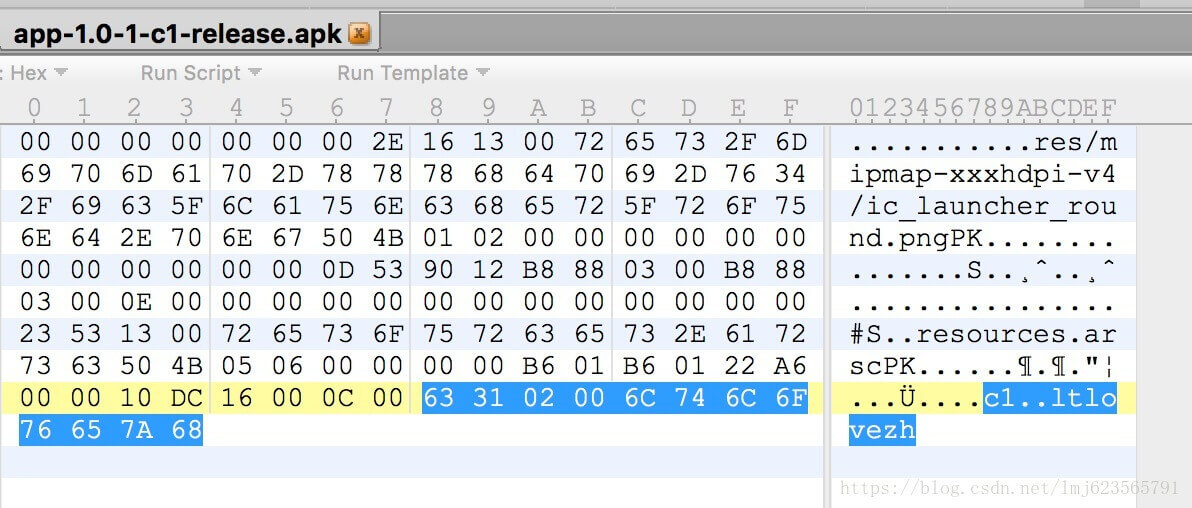 app-1.0-1-c1-release.apk
: Hex Run Script Run Template
0 1 2 3 4 5 6 7 8 9 A B C D E F 0123456789ABCDEF
00 00 00 00 00 00 00 2E 16 13 00 72 65 73 2F 6D ...........res/m
69 70 6D 61 70 2D 78 78 78 68 64 70 69 2D 76 34 ipmap-xxxhdpi-v4
2F 69 63 5F 6C 61 75 6E 63 68 65 72 5F 72 6F 75 /ic_launcher_rou
6E 64 2E 70 6E 67 50 4B 01 02 00 00 00 00 00 00 nd.pngPK........
00 00 00 00 00 00 0D 53 90 12 B8 88 03 00 B8 88 .......S..¸ˆ..¸ˆ
03 00 0E 00 00 00 00 00 00 00 00 00 00 00 00 00 ................
23 53 13 00 72 65 73 6F 75 72 63 65 73 2E 61 72 #S..resources.ar
73 63 50 4B 05 06 00 00 00 00 B6 01 B6 01 22 A6 scPK......¶.¶."¦
00 00 10 DC 16 00 0C 00 63 31 02 00 6C 74 6C 6F ...Ü....c1..ltlo
76 65 7A 68 vezh
https://blog.csdn.net/lmj623565791